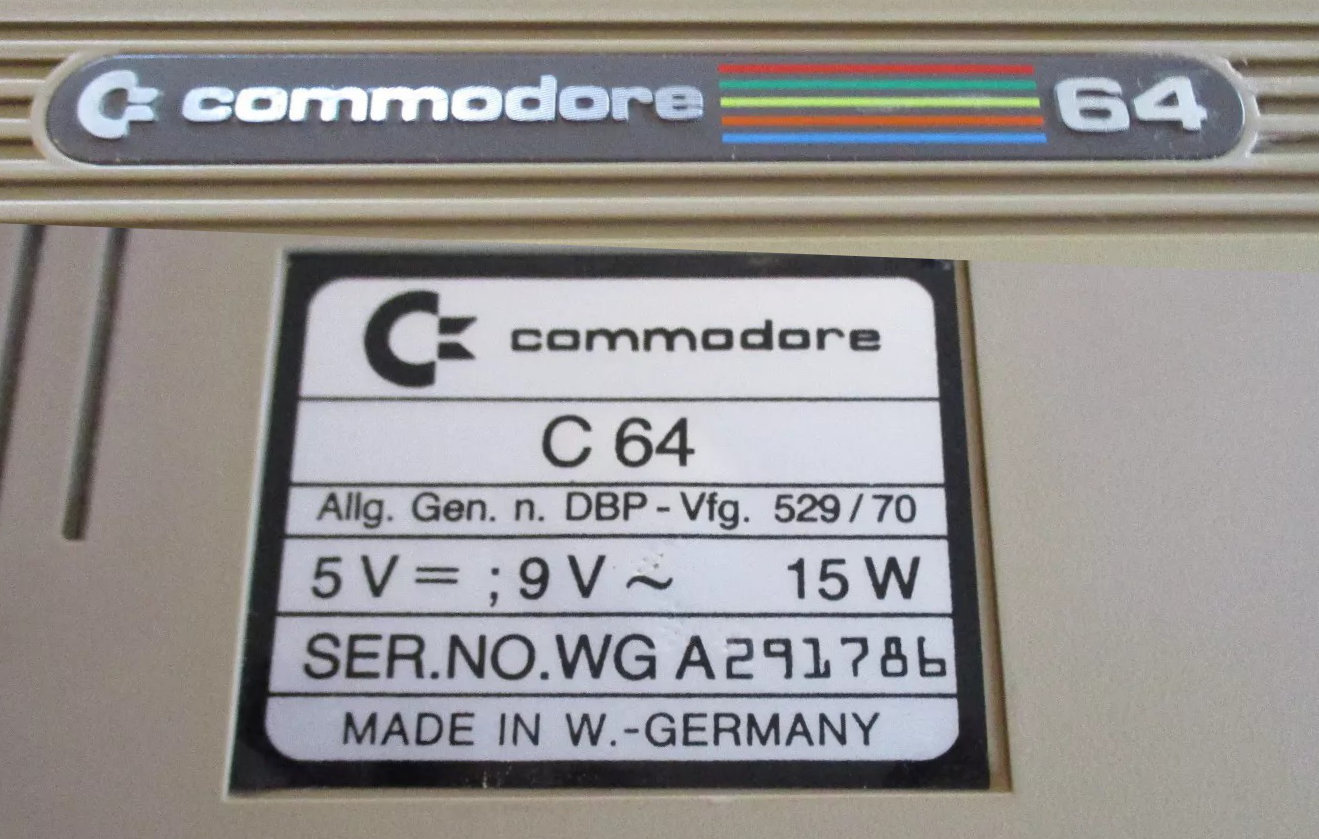 commodore 64
commodore
C 64
Allg. Gen. n. DBP - Vfg. 529 / 70
5 V = ; 9 V ~ 15 W
SER.NO.WG A291786
MADE IN W.-GERMANY